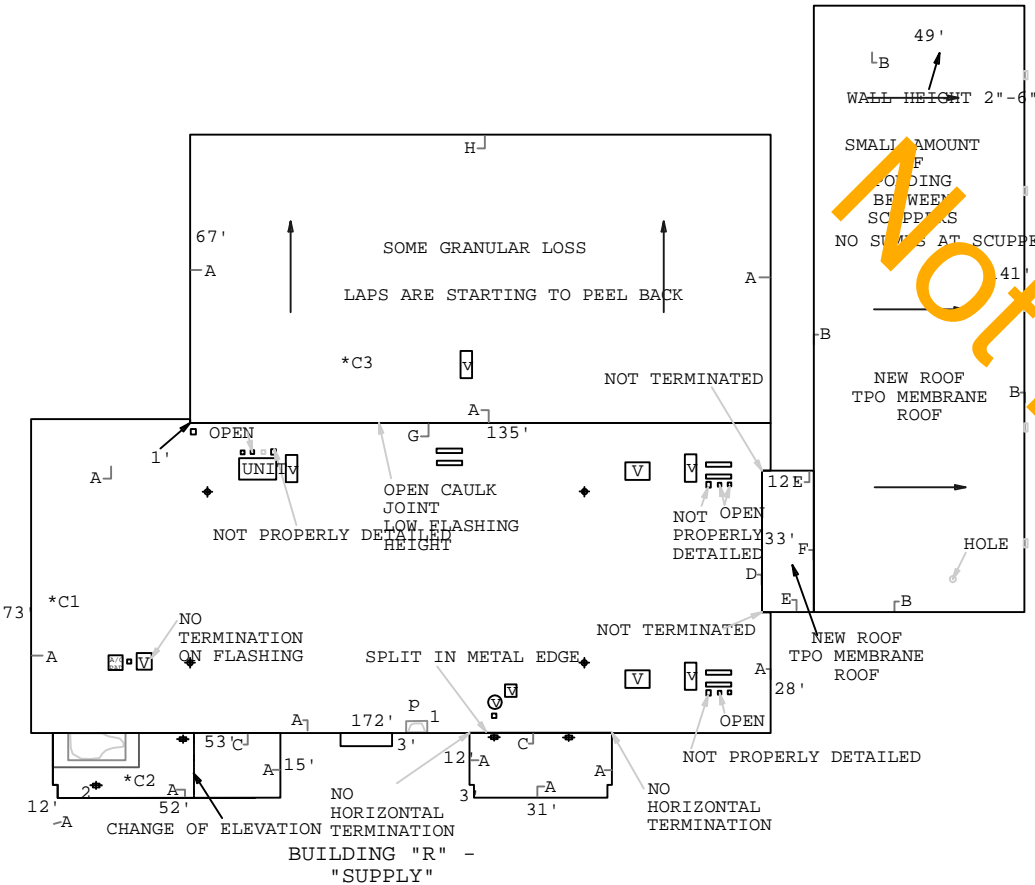 49'
B
WALL HEIGHT 2"-6"
H
SMALL AMOUNT
PONDING
BETWEEN
SCUPPERS
NO SUMPS AT SCUPPE
67'
SOME GRANULAR LOSS
A
A
141'
LAPS ARE STARTING TO PEEL BACK
Not
B
*C3
V
NOT TERMINATED
NEW ROOF
TPO MEMBRANE
ROOF
B
A
1'
OPEN
G
135'
A
UNIT
V
V
V
12'
E
OPEN CAULK
JOINT
LOW FLASHING
HEIGHT
NOT PROPERLY DETAILED
NOT
PROPERLY
DETAILED
OPEN
33'
F
HOLE
D
*C1
73'
E
B
NO
TERMINATION
ON FLASHING
NOT TERMINATED
NEW ROOF
TPO MEMBRANE
ROOF
A
V
SPLIT IN METAL EDGE
V
V
A
28'
V
V
P
1
OPEN
A
172'
3'
53'
C
C
NOT PROPERLY DETAILED
12'
A
A
15'
A
*C2
2
A
52'
12'
A
3'
A
31'
NO
HORIZONTAL
TERMINATION
NO
HORIZONTAL
TERMINATION
CHANGE OF ELEVATION
BUILDING "R" -
"SUPPLY"